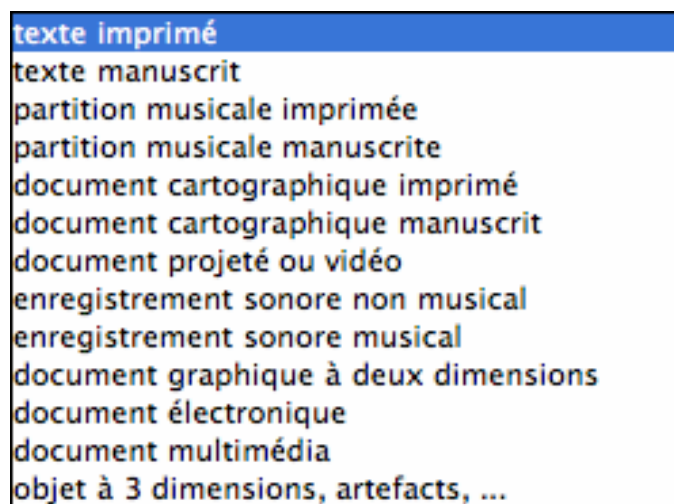 texte imprimé
texte manuscrit
partition musicale imprimée
partition musicale manuscrite
document cartographique imprimé
document cartographique manuscrit
document projeté ou vidéo
enregistrement sonore non musical
enregistrement sonore musical
document graphique à deux dimensions
document électronique
document multimédia
objet à 3 dimensions, artefacts, ...